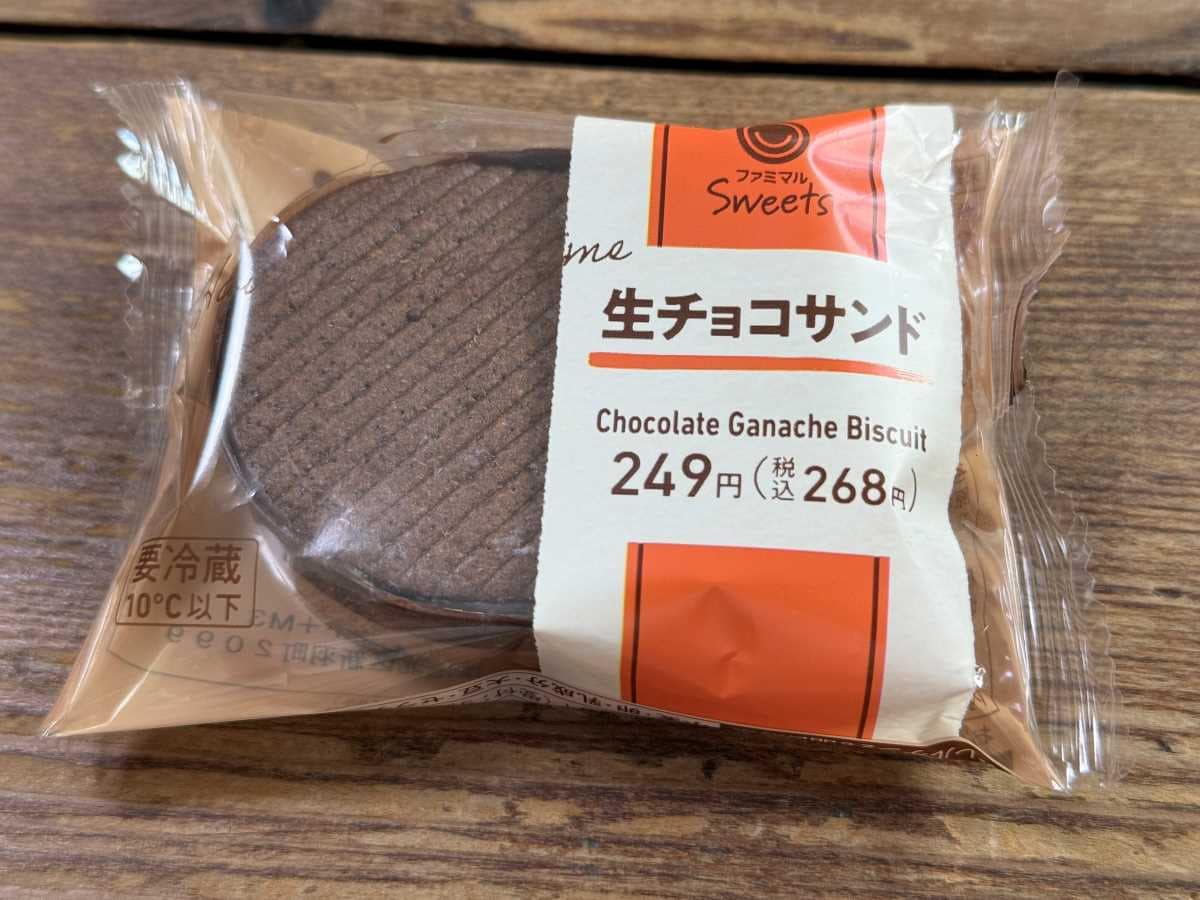 ファミマル
Sweets
生チョコサンド
Chocolate Ganache Biscuit
249円(税込268円)
要冷蔵
10°C以下